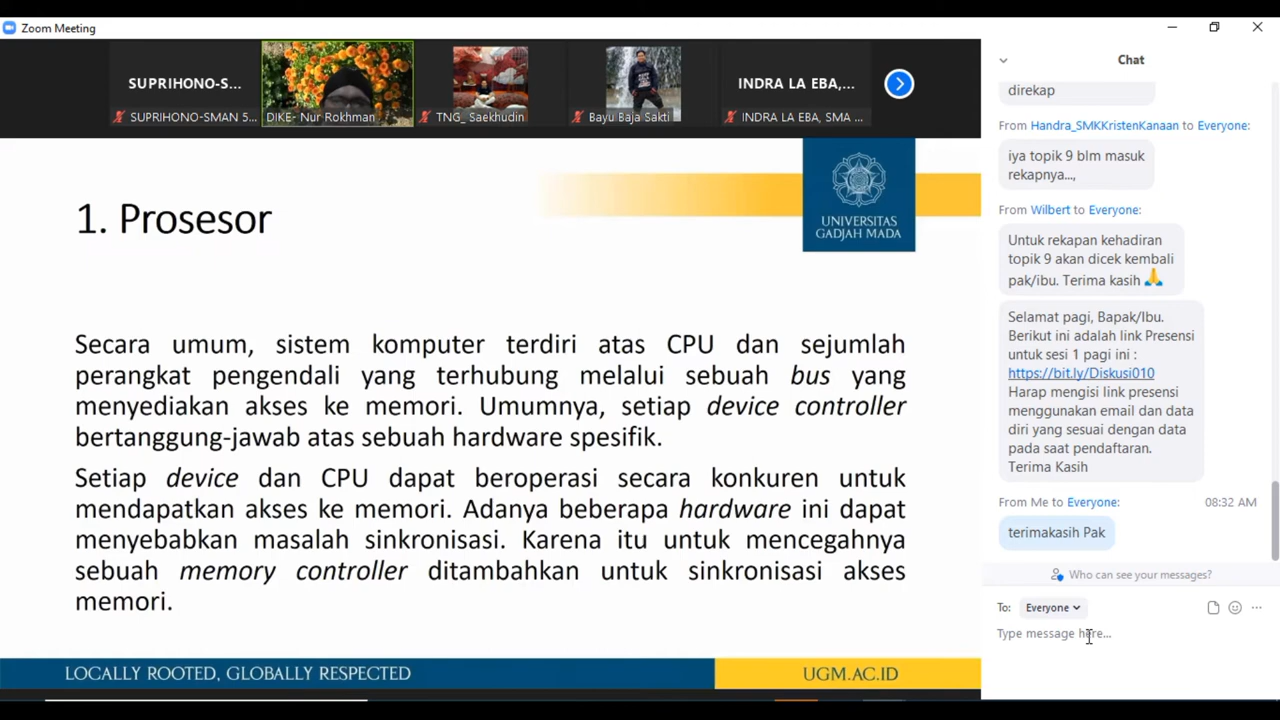 Zoom Meeting
SUPRIHONO-S...
INDRA LA EBA,...
SUPRIHONO-SMAN 5...
DIKE- Nur Rokhman
TNG_ Saekhudin
Bayu Baja Sakti
INDRA LA EBA, SMA ...
UNIVERSITAS
GADJAH MADA
1. Prosesor
Secara umum, sistem komputer terdiri atas CPU dan sejumlah
perangkat pengendali yang terhubung melalui sebuah bus yang
menyediakan akses ke memori. Umumnya, setiap device controller
bertanggung-jawab atas sebuah hardware spesifik.
Setiap device dan CPU dapat beroperasi secara konkuren untuk
mendapatkan akses ke memori. Adanya beberapa hardware ini dapat
menyebabkan masalah sinkronisasi. Karena itu untuk mencegahnya
sebuah memory controller ditambahkan untuk sinkronisasi akses
memori.
LOCALLY ROOTED, GLOBALLY RESPECTED
UGM.AC.ID
Chat
direkap
From Handra_SMKKristenKanaan to Everyone:
iya topik 9 blm masuk
rekapnya...,
From Wilbert to Everyone:
Untuk rekapan kehadiran
topik 9 akan dicek kembali
pak/ibu. Terima kasih 🙏
Selamat pagi, Bapak/Ibu.
Berikut ini adalah link Presensi
untuk sesi 1 pagi ini :
https://bit.ly/Diskusi010
Harap mengisi link presensi
menggunakan email dan data
diri yang sesuai dengan data
pada saat pendaftaran.
Terima Kasih
From Me to Everyone: 08:32 AM
terimakasih Pak
Who can see your messages?
To: Everyone
Type message here...